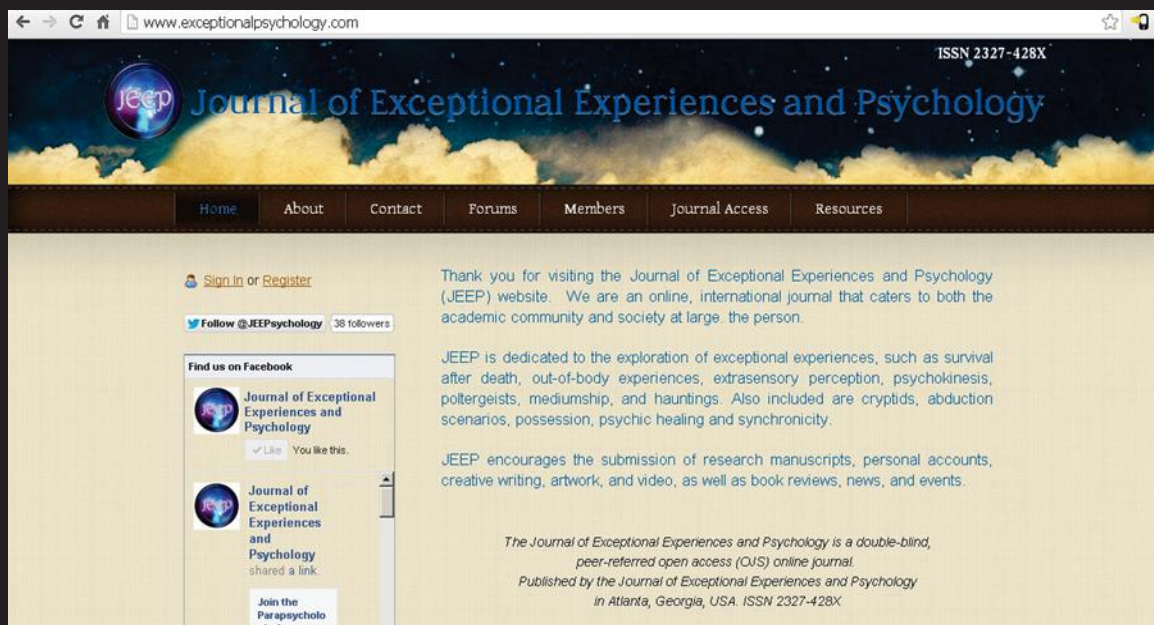 www.exceptionalpsychology.com
ISSN 2327-428X
JEEP
Journal of Exceptional Experiences and Psychology
Home About Contact Forums Members Journal Access Resources
Sign In or Register
Follow @JEEPsychology 38 followers
Find us on Facebook
JEEP
Journal of Exceptional
Experiences and
Psychology
Like You like this.
JEEP
Journal of
Exceptional
Experiences
and
Psychology
shared a link.
Join the
Parapsycholo
Thank you for visiting the Journal of Exceptional Experiences and Psychology
(JEEP) website. We are an online, international journal that caters to both the
academic community and society at large. the person.
JEEP is dedicated to the exploration of exceptional experiences, such as survival
after death, out-of-body experiences, extrasensory perception, psychokinesis,
poltergeists, mediumship, and hauntings. Also included are cryptids, abduction
scenarios, possession, psychic healing and synchronicity.
JEEP encourages the submission of research manuscripts, personal accounts,
creative writing, artwork, and video, as well as book reviews, news, and events.
The Journal of Exceptional Experiences and Psychology is a double-blind,
peer-referred open access (OJS) online journal.
Published by the Journal of Exceptional Experiences and Psychology
in Atlanta, Georgia, USA. ISSN 2327-428X